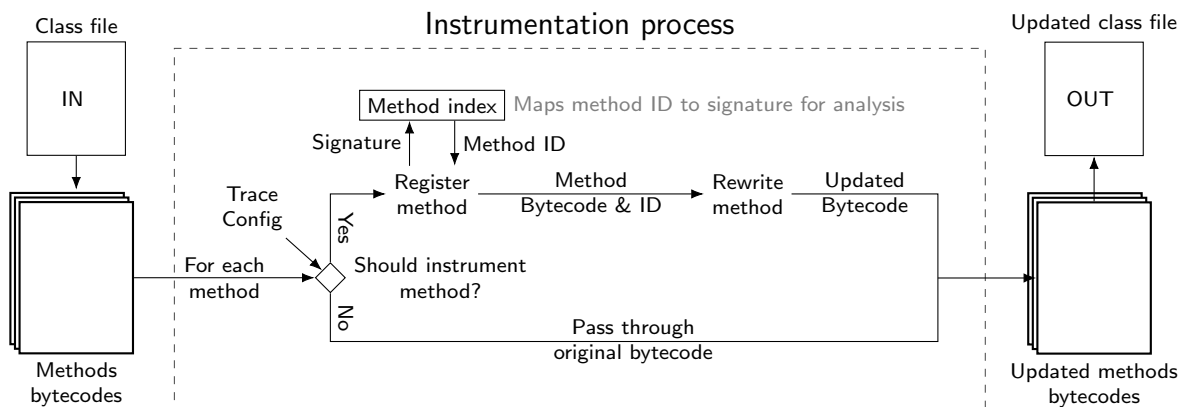 Instrumentation process
Class file
IN
Methods
bytecodes
For each
method
Trace
Config
Should instrument
method?
Yes
No
Signature
Method index
Maps method ID to signature for analysis
Method ID
Register
method
Method
Bytecode & ID
Rewrite
method
Updated
Bytecode
Pass through
original bytecode
Updated class file
OUT
Updated methods
bytecodes